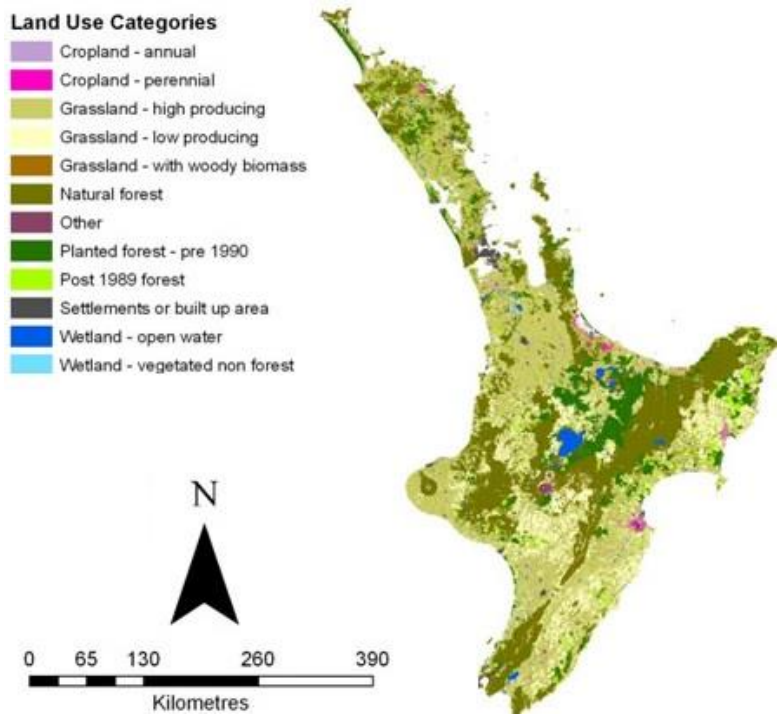 Land Use Categories
Cropland - annual
Cropland - perennial
Grassland - high producing
Grassland - low producing
Grassland - with woody biomass
Natural forest
Other
Planted forest - pre 1990
Post 1989 forest
Settlements or built up area
Wetland - open water
Wetland - vegetated non forest
N
0 65 130 260 390
Kilometres